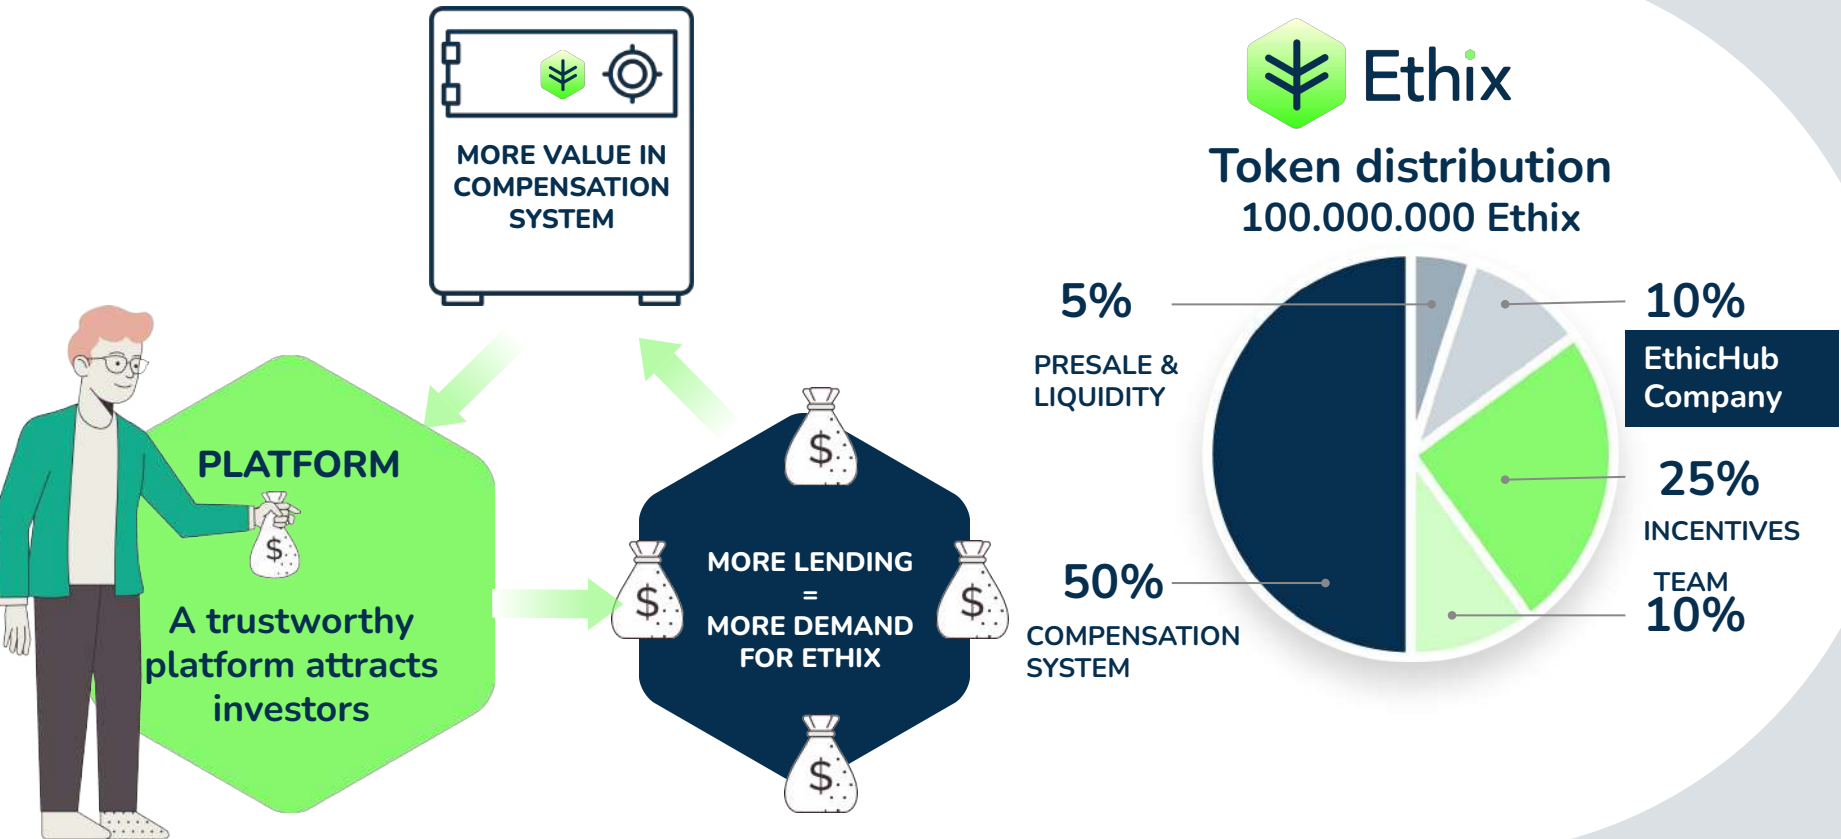 MORE VALUE IN
COMPENSATION
SYSTEM
PLATFORM
$
A trustworthy
platform attracts
investors
$
$
$
$
MORE LENDING
=
MORE DEMAND
FOR ETHIX
Ethix
Token distribution
100.000.000 Ethix
5%
PRESALE &
LIQUIDITY
10%
EthicHub
Company
25%
INCENTIVES
50%
COMPENSATION
SYSTEM
TEAM
10%